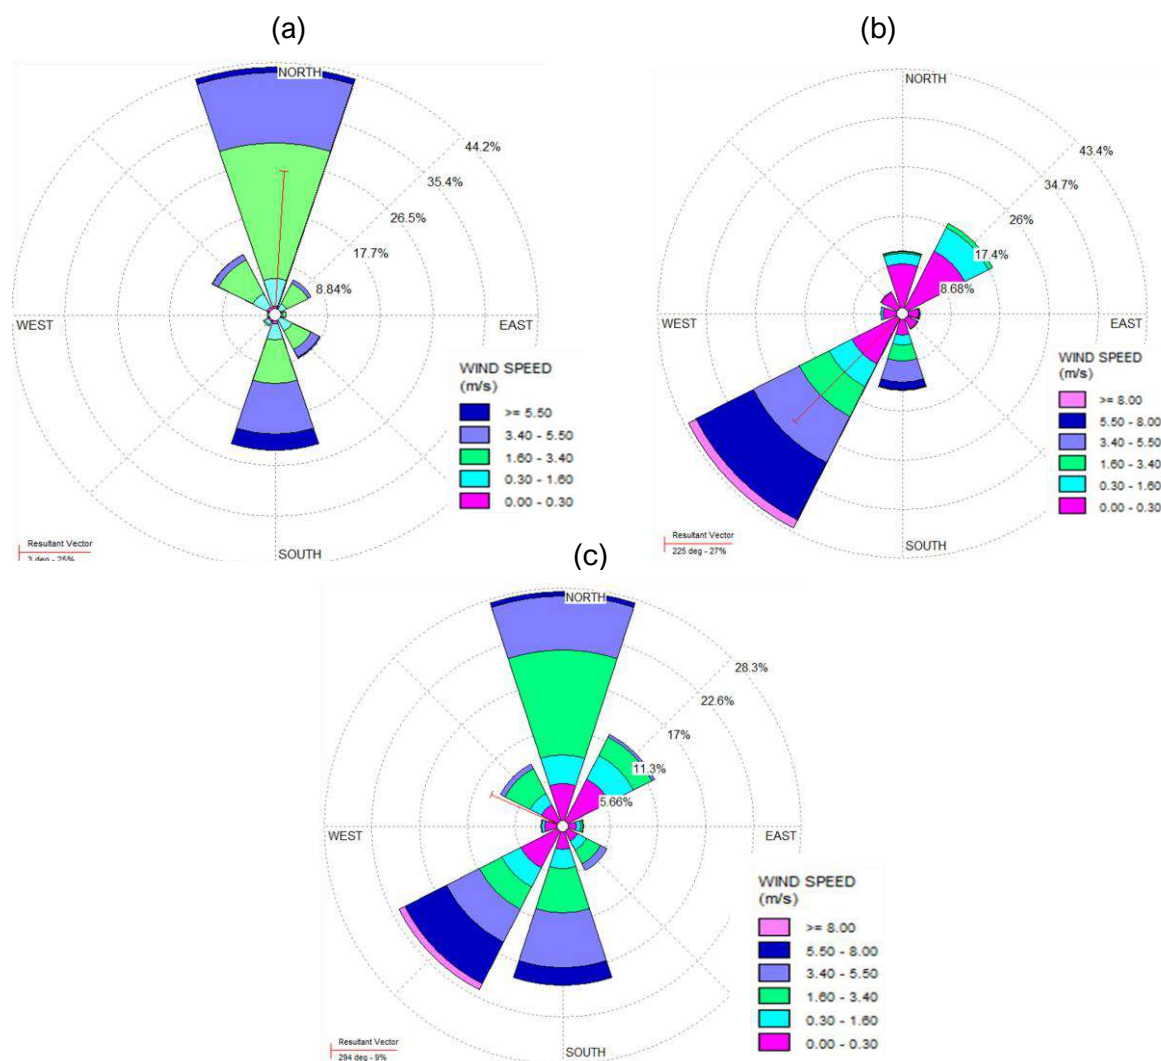 (a)
NORTH
44.2%
35.4%
26.5%
17.7%
8.84%
WEST
EAST
WIND SPEED
(m/s)
>= 5.50
3.40 - 5.50
1.60 - 3.40
0.30 - 1.60
0.00 - 0.30
SOUTH
Resultant Vector
3 deg - 25%
(b)
NORTH
43.4%
34.7%
26%
17.4%
8.68%
WEST
EAST
WIND SPEED
(m/s)
>= 8.00
5.50 - 8.00
3.40 - 5.50
1.60 - 3.40
0.30 - 1.60
0.00 - 0.30
SOUTH
Resultant Vector
225 deg - 27%
(c)
NORTH
28.3%
22.6%
17%
11.3%
5.66%
WEST
EAST
WIND SPEED
(m/s)
>= 8.00
5.50 - 8.00
3.40 - 5.50
1.60 - 3.40
0.30 - 1.60
0.00 - 0.30
SOUTH
Resultant Vector
294 deg - 9%